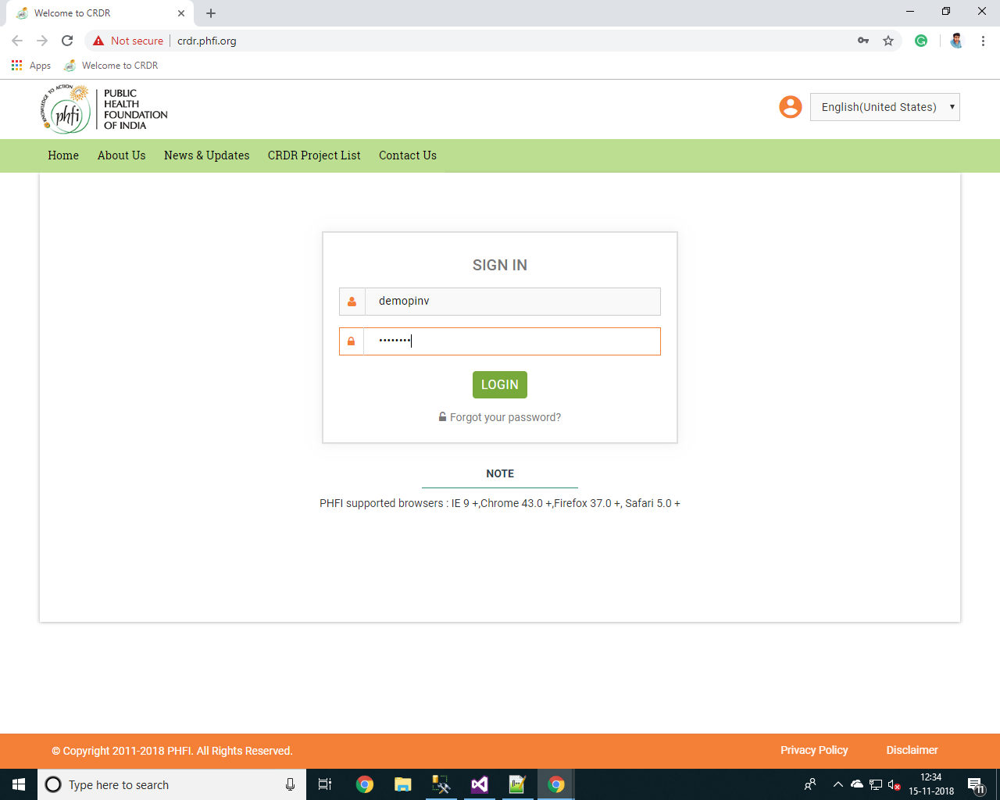 Welcome to CRDR
Not secure
crdr.phfi.org
Apps
Welcome to CRDR
KNOWLEDGE TO ACTION
phfi
PUBLIC
HEALTH
FOUNDATION
OF INDIA
English(United States)
Home
About Us
News & Updates
CRDR Project List
Contact Us
SIGN IN
demopinv
••••••••
LOGIN
Forgot your password?
NOTE
PHFI supported browsers : IE 9 +,Chrome 43.0 +,Firefox 37.0 +, Safari 5.0 +
© Copyright 2011-2018 PHFI. All Rights Reserved.
Privacy Policy
Disclaimer
Type here to search
12:34
15-11-2018
11